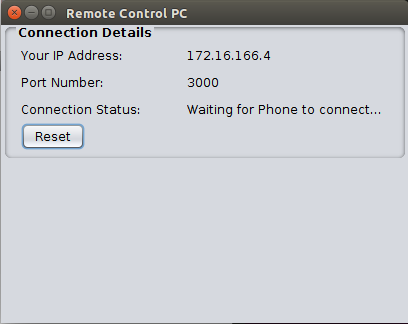 Remote Control PC
Connection Details
Your IP Address: 172.16.166.4
Port Number: 3000
Connection Status: Waiting for Phone to connect...
Reset